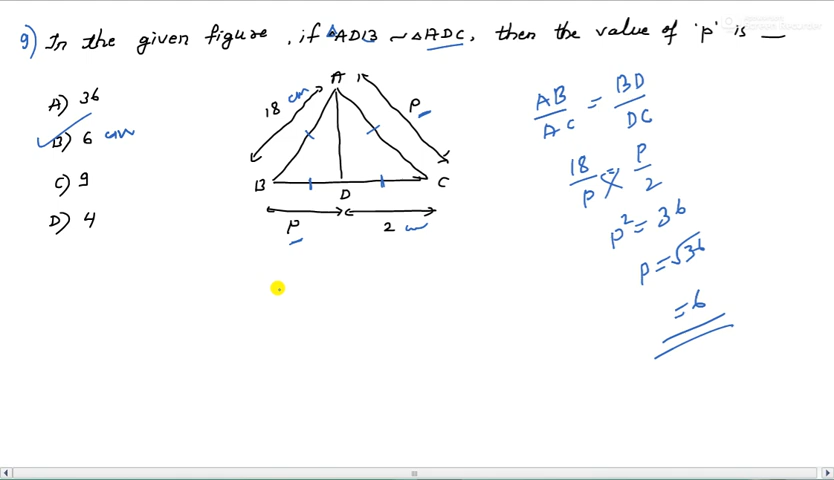 9) In the given figure, if △ADB ~ △ADC, then the value of 'p' is __
A) 36
B) 6 cm
C) 9
D) 4
A
18 cm
P
B
D
C
P
2 cm
AB/AC = BD/DC
18/P = P/2
p² = 36
p = √36
= 6